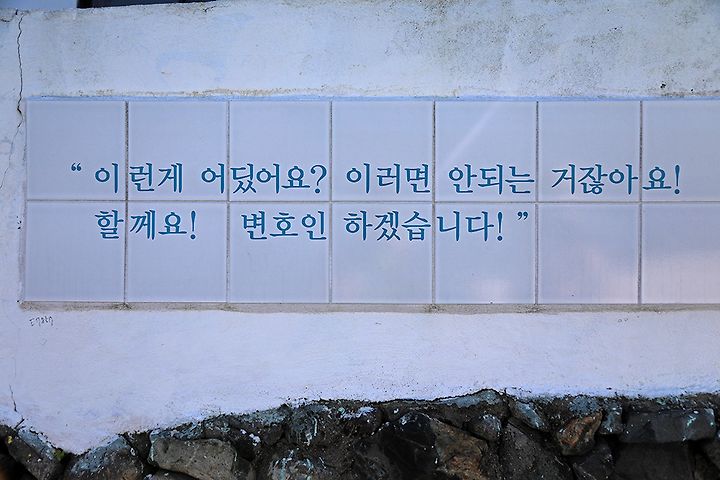 “ 이런게 어딨어요? 이러면 안되는 거잖아요!
할께요! 변호인 하겠습니다! ”